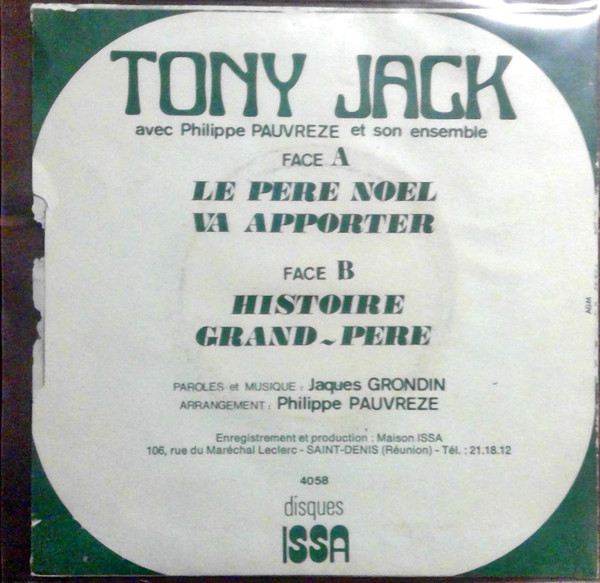 TONY JACK
avec Philippe PAUVREZE et son ensemble
FACE A
LE PERE NOEL
VA APPORTER
FACE B
HISTOIRE
GRAND~PERE
PAROLES et MUSIQUE : Jaques GRONDIN
ARRANGEMENT : Philippe PAUVREZE
Enregistrement et production : Maison ISSA
106, rue du Maréchal Leclerc - SAINT-DENIS (Réunion) - Tél. : 21.18.12
4058
disques
ISSA